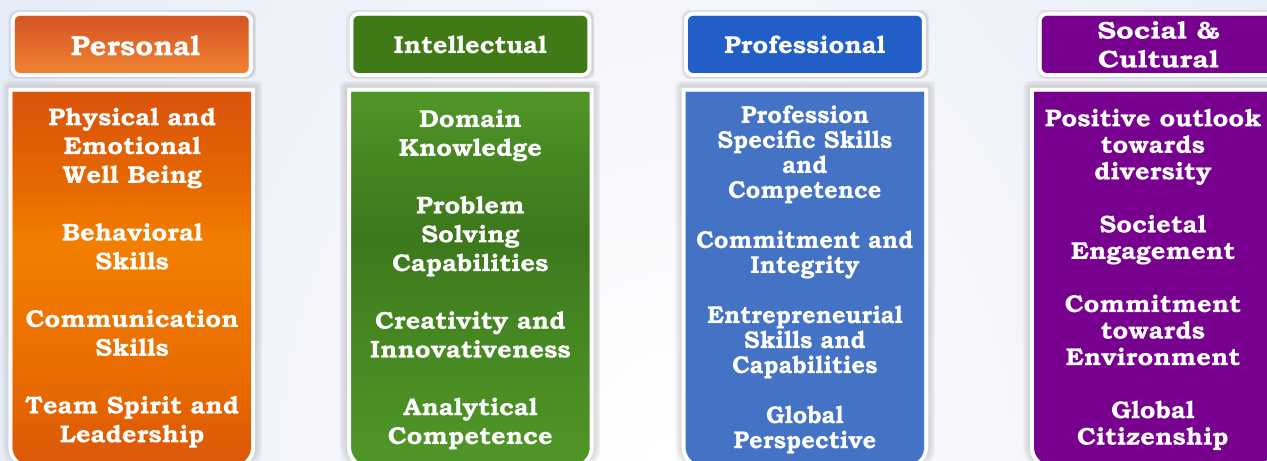 Personal
Physical and
Emotional
Well Being
Behavioral
Skills
Communication
Skills
Team Spirit and
Leadership
Intellectual
Domain
Knowledge
Problem
Solving
Capabilities
Creativity and
Innovativeness
Analytical
Competence
Professional
Profession
Specific Skills
and
Competence
Commitment and
Integrity
Entrepreneurial
Skills and
Capabilities
Global
Perspective
Social &
Cultural
Positive outlook
towards
diversity
Societal
Engagement
Commitment
towards
Environment
Global
Citizenship